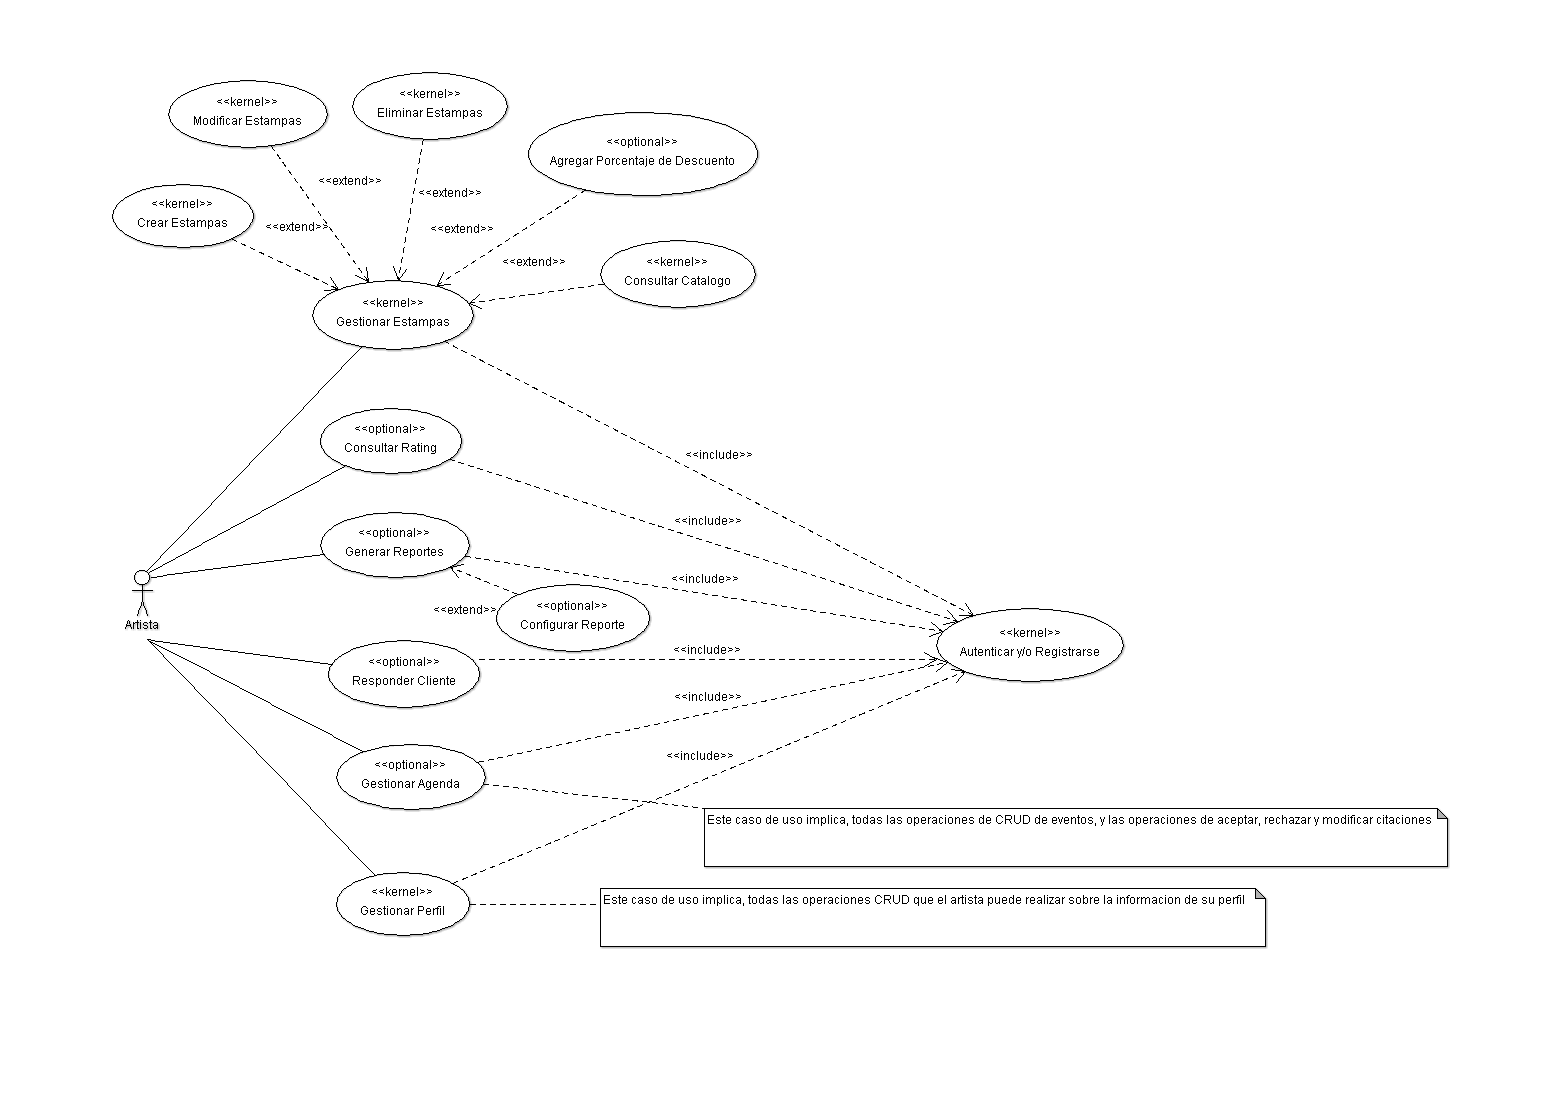 <<kernel>>
Modificar Estampas
<<kernel>>
Eliminar Estampas
<<optional>>
Agregar Porcentaje de Descuento
<<extend>>
<<extend>>
<<kernel>>
Crear Estampas
<<extend>>
<<extend>>
<<extend>>
<<kernel>>
Consultar Catalogo
<<kernel>>
Gestionar Estampas
<<optional>>
Consultar Rating
<<include>>
<<include>>
<<optional>>
Generar Reportes
<<include>>
<<extend>>
<<optional>>
Configurar Reporte
Artista
<<kernel>>
Autenticar y/o Registrarse
<<include>>
<<optional>>
Responder Cliente
<<include>>
<<include>>
<<optional>>
Gestionar Agenda
Este caso de uso implica, todas las operaciones de CRUD de eventos, y las operaciones de aceptar, rechazar y modificar citaciones
<<kernel>>
Gestionar Perfil
Este caso de uso implica, todas las operaciones CRUD que el artista puede realizar sobre la informacion de su perfil